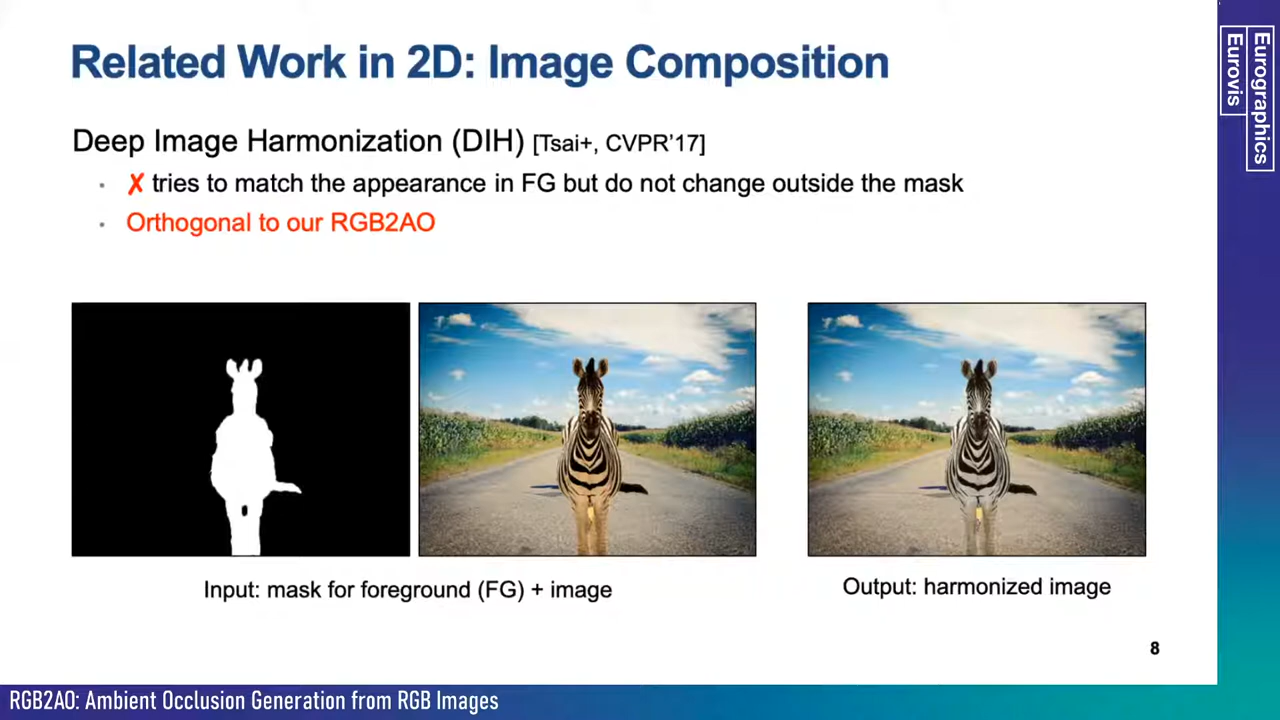 Related Work in 2D: Image Composition
Deep Image Harmonization (DIH) [Tsai+, CVPR'17]
• ✗ tries to match the appearance in FG but do not change outside the mask
• Orthogonal to our RGB2AO
Input: mask for foreground (FG) + image
Output: harmonized image
8
RGB2AO: Ambient Occlusion Generation from RGB Images
Eurographics
Eurovis